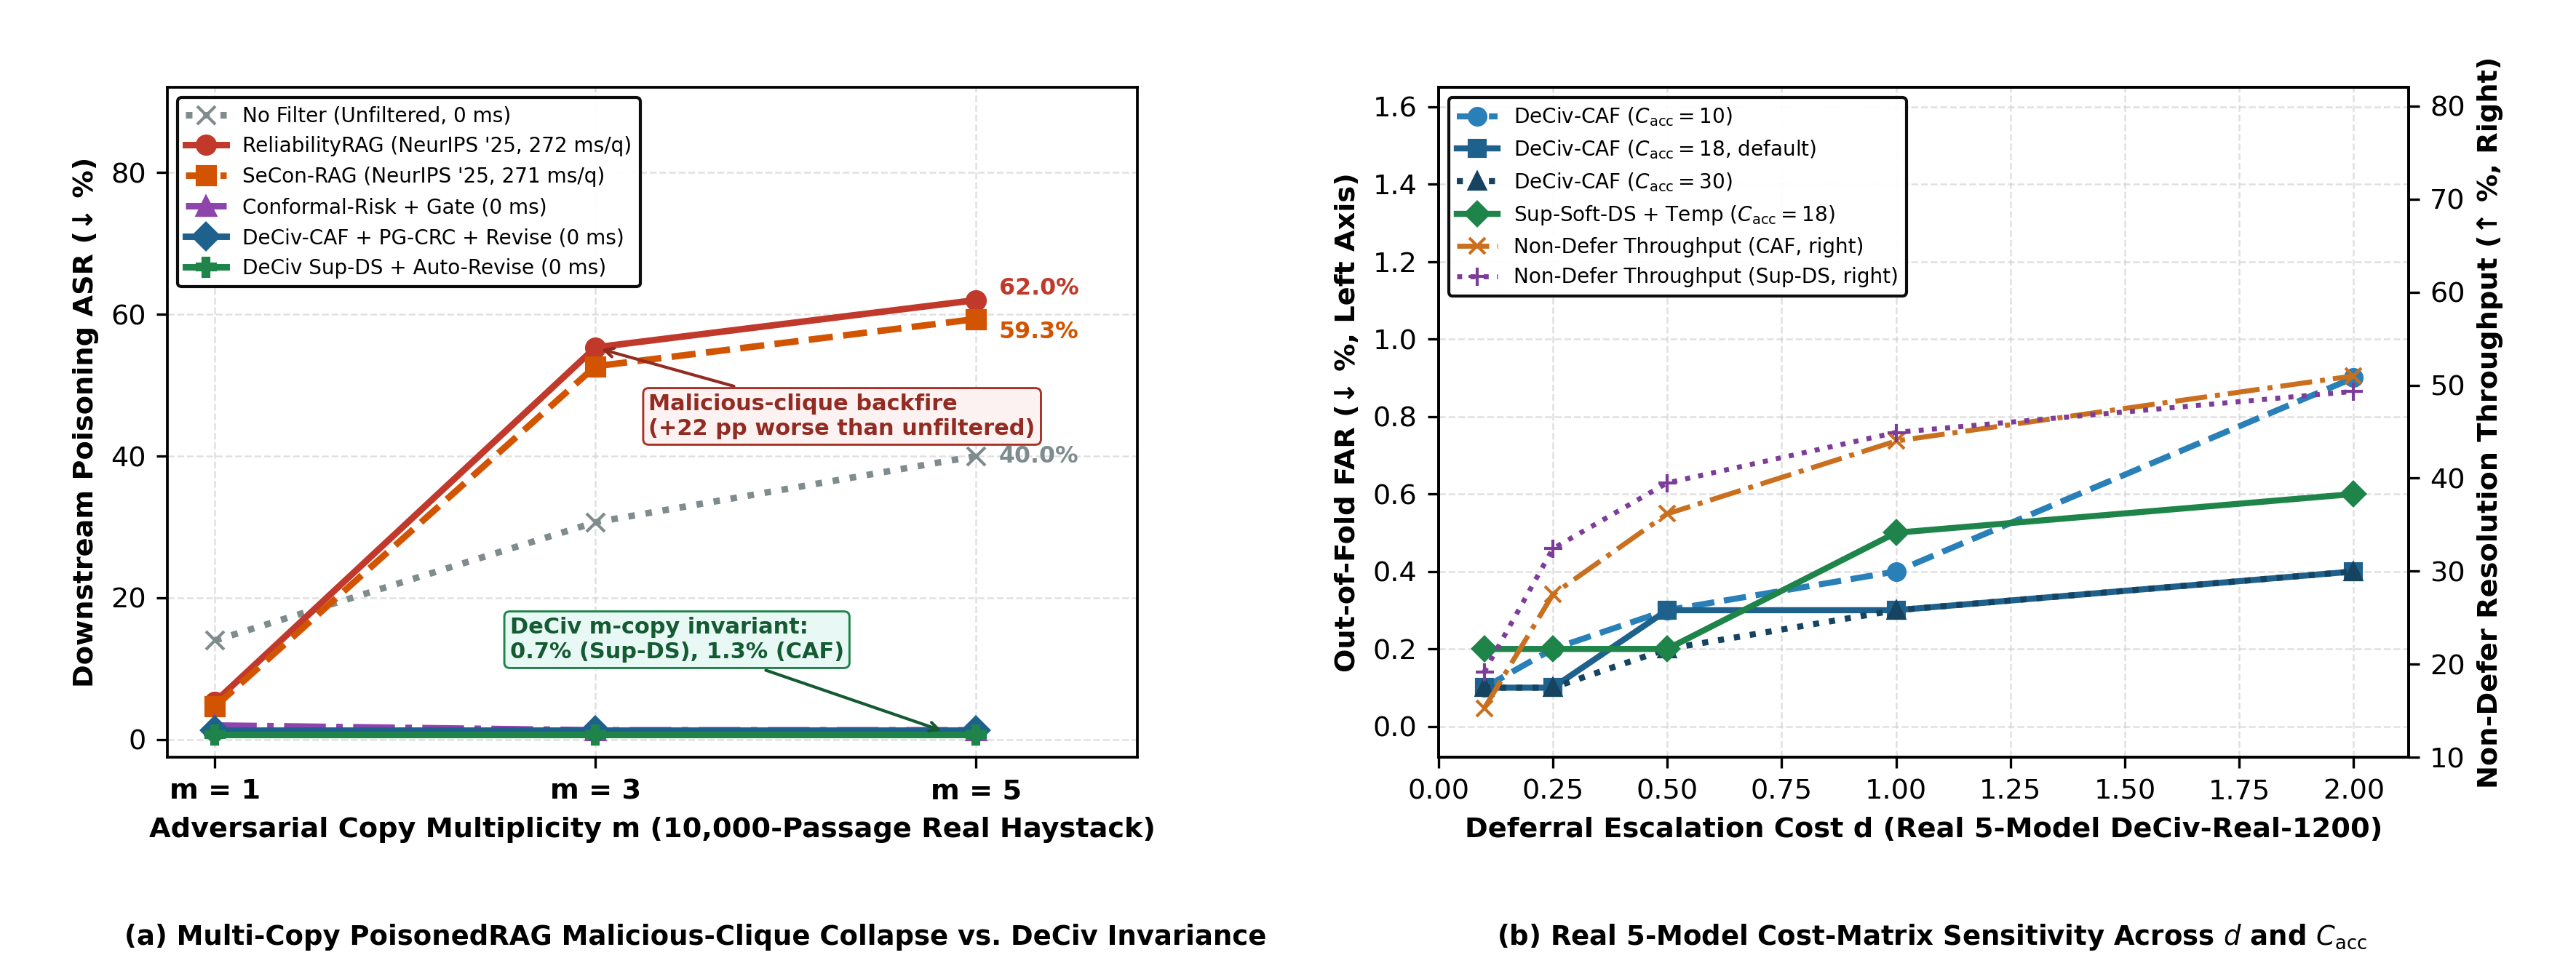 No Filter (Unfiltered, 0 ms)
ReliabilityRAG (NeurIPS '25, 272 ms/q)
SeCon-RAG (NeurIPS '25, 271 ms/q)
Conformal-Risk + Gate (0 ms)
DeCiv-CAF + PG-CRC + Revise (0 ms)
DeCiv Sup-DS + Auto-Revise (0 ms)
Downstream Poisoning ASR (↓ %)
80
60
40
20
0
62.0%
59.3%
Malicious-clique backfire
(+22 pp worse than unfiltered)
40.0%
DeCiv m-copy invariant:
0.7% (Sup-DS), 1.3% (CAF)
m = 1
m = 3
m = 5
Adversarial Copy Multiplicity m (10,000-Passage Real Haystack)
(a) Multi-Copy PoisonedRAG Malicious-Clique Collapse vs. DeCiv Invariance
DeCiv-CAF (C_acc = 10)
DeCiv-CAF (C_acc = 18, default)
DeCiv-CAF (C_acc = 30)
Sup-Soft-DS + Temp (C_acc = 18)
Non-Defer Throughput (CAF, right)
Non-Defer Throughput (Sup-DS, right)
Out-of-Fold FAR (↓ %, Left Axis)
1.6
1.4
1.2
1.0
0.8
0.6
0.4
0.2
0.0
80
70
60
50
40
30
20
10
Non-Defer Resolution Throughput (↑ %, Right)
0.00
0.25
0.50
0.75
1.00
1.25
1.50
1.75
2.00
Deferral Escalation Cost d (Real 5-Model DeCiv-Real-1200)
(b) Real 5-Model Cost-Matrix Sensitivity Across d and C_acc